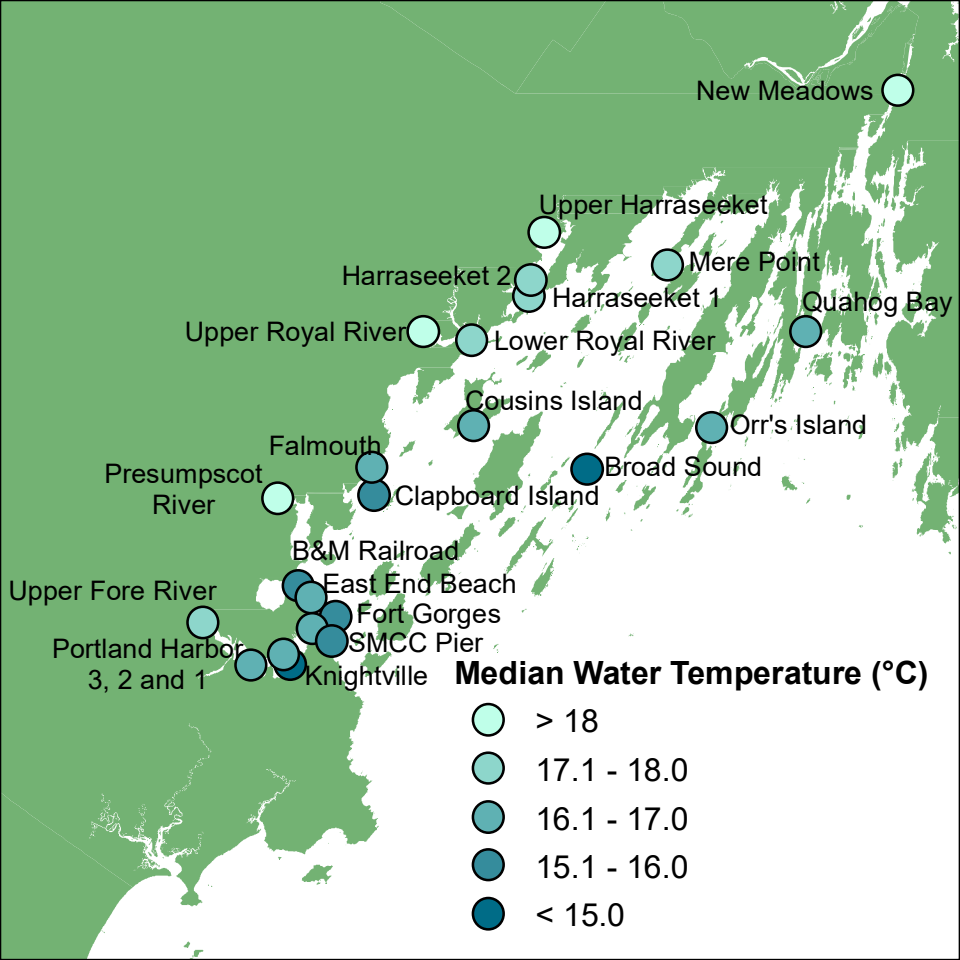 New Meadows
Upper Harraseeket
Mere Point
Harraseeket 2
Harraseeket 1
Quahog Bay
Upper Royal River
Lower Royal River
Cousins Island
Orr's Island
Falmouth
Broad Sound
Presumpscot
River
Clapboard Island
B&M Railroad
East End Beach
Upper Fore River
Fort Gorges
SMCC Pier
Portland Harbor
3, 2 and 1
Knightville
Median Water Temperature (°C)
> 18
17.1 - 18.0
16.1 - 17.0
15.1 - 16.0
< 15.0